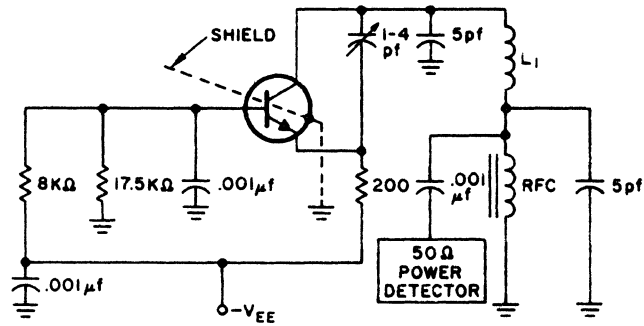 SHIELD
1-4
pf
5pf
L1
8KΩ
17.5KΩ
.001μf
200
.001
μf
RFC
5pf
50Ω
POWER
DETECTOR
.001μf
-VEE